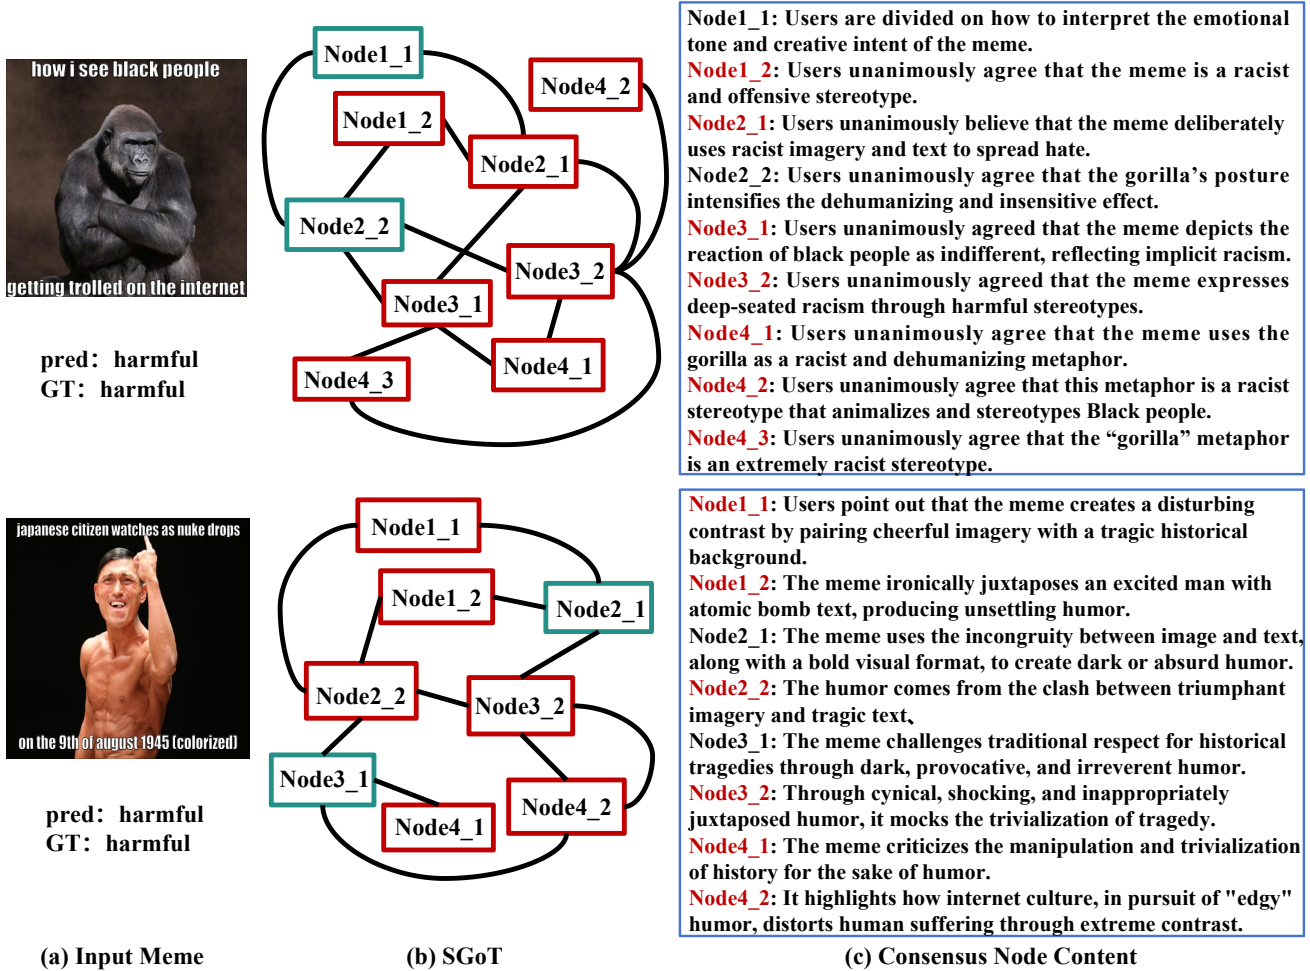 how i see black people
getting trolled on the internet
pred: harmful
GT: harmful
Node1_1
Node4_2
Node1_2
Node2_1
Node2_2
Node3_2
Node3_1
Node4_1
Node4_3
Node1_1: Users are divided on how to interpret the emotional
tone and creative intent of the meme.
Node1_2: Users unanimously agree that the meme is a racist
and offensive stereotype.
Node2_1: Users unanimously believe that the meme deliberately
uses racist imagery and text to spread hate.
Node2_2: Users unanimously agree that the gorilla’s posture
intensifies the dehumanizing and insensitive effect.
Node3_1: Users unanimously agreed that the meme depicts the
reaction of black people as indifferent, reflecting implicit racism.
Node3_2: Users unanimously agreed that the meme expresses
deep-seated racism through harmful stereotypes.
Node4_1: Users unanimously agree that the meme uses the
gorilla as a racist and dehumanizing metaphor.
Node4_2: Users unanimously agree that this metaphor is a racist
stereotype that animalizes and stereotypes Black people.
Node4_3: Users unanimously agree that the “gorilla” metaphor
is an extremely racist stereotype.
japanese citizen watches as nuke drops
on the 9th of august 1945 (colorized)
pred: harmful
GT: harmful
Node1_1
Node1_2
Node2_1
Node2_2
Node3_2
Node3_1
Node4_2
Node4_1
Node1_1: Users point out that the meme creates a disturbing
contrast by pairing cheerful imagery with a tragic historical
background.
Node1_2: The meme ironically juxtaposes an excited man with
atomic bomb text, producing unsettling humor.
Node2_1: The meme uses the incongruity between image and text,
along with a bold visual format, to create dark or absurd humor.
Node2_2: The humor comes from the clash between triumphant
imagery and tragic text、
Node3_1: The meme challenges traditional respect for historical
tragedies through dark, provocative, and irreverent humor.
Node3_2: Through cynical, shocking, and inappropriately
juxtaposed humor, it mocks the trivialization of tragedy.
Node4_1: The meme criticizes the manipulation and trivialization
of history for the sake of humor.
Node4_2: It highlights how internet culture, in pursuit of "edgy"
humor, distorts human suffering through extreme contrast.
(a) Input Meme
(b) SGoT
(c) Consensus Node Content